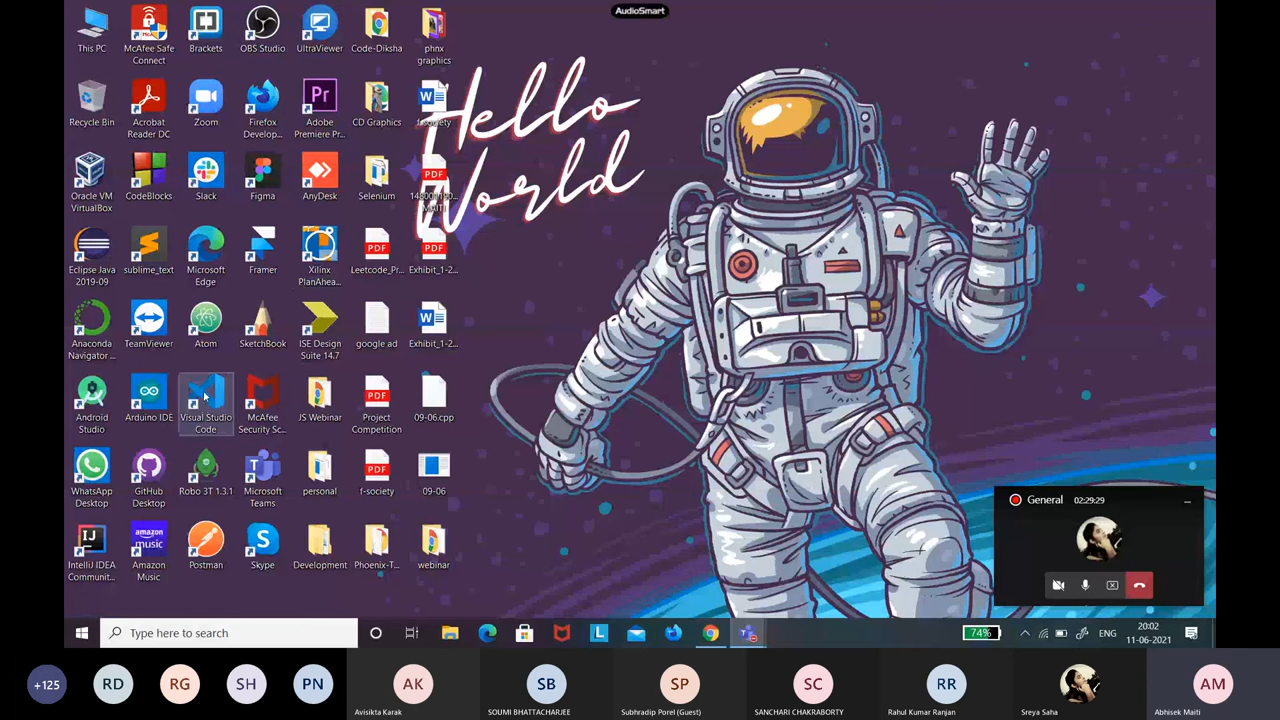 AudioSmart
This PC
McAfee Safe
Connect
Brackets
OBS Studio
UltraViewer
Code-Diksha
phnx
graphics
Recycle Bin
Acrobat
Reader DC
Zoom
Firefox
Develop...
Adobe
Premiere Pr...
CD Graphics
f-society
Hello
World
Oracle VM
VirtualBox
CodeBlocks
Slack
Figma
AnyDesk
Selenium
MAITI
Eclipse Java
2019-09
sublime_text
Microsoft
Edge
Framer
Xilinx
PlanAhea...
Leetcode_Pr...
Exhibit_1-2...
Anaconda
Navigator ...
TeamViewer
Atom
SketchBook
ISE Design
Suite 14.7
google ad
Exhibit_1-2...
Android
Studio
Arduino IDE
Visual Studio
Code
McAfee
Security Sc...
JS Webinar
Project
Competition
09-06.cpp
WhatsApp
Desktop
GitHub
Desktop
Robo 3T 1.3.1
Microsoft
Teams
personal
f-society
09-06
IntelliJ IDEA
Communit...
Amazon
Music
Postman
Skype
Development
Phoenix-T...
webinar
General 02:29:29
Type here to search
74%
ENG
20:02
11-06-2021
+125
RD
RG
SH
PN
AK
Avisikta Karak
SB
SOUMI BHATTACHARJEE
SP
Subhradip Porel (Guest)
SC
SANCHARI CHAKRABORTY
RR
Rahul Kumar Ranjan
Sreya Saha
AM
Abhisek Maiti